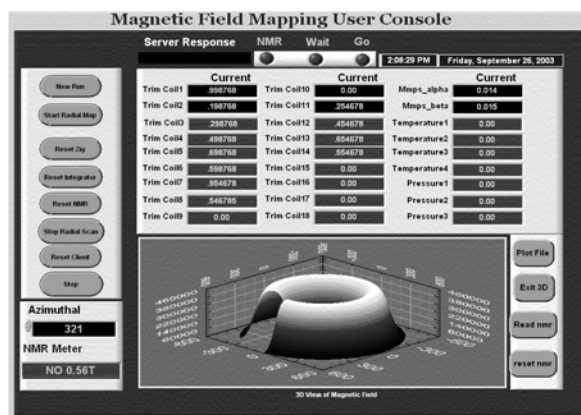 Magnetic Field Mapping User Console
Server Response NMR Wait Go
2:08:29 PM Friday, September 26, 2003
New Run
Start Radial Map
Reset Zig
Reset Integrator
Reset NMR
Stop Radial Scan
Reset Client
Stop
Azimuthal
321
NMR Meter
NO 0.56T
Current Current Current
Trim Coil1 .998768 Trim Coil10 0.00 Mmps_alpha 0.014
Trim Coil2 .198768 Trim Coil11 .254678 Mmps_beta 0.015
Trim Coil3 .298768 Trim Coil12 .454678 Temperature1 0.00
Trim Coil4 .498768 Trim Coil13 .654678 Temperature2 0.00
Trim Coil5 .698768 Trim Coil14 .554678 Temperature3 0.00
Trim Coil6 .598768 Trim Coil15 0.00 Temperature4 0.00
Trim Coil7 .954678 Trim Coil16 0.00 Pressure1 0.00
Trim Coil8 .546785 Trim Coil17 0.00 Pressure2 0.00
Trim Coil9 0.00 Trim Coil18 0.00 Pressure3 0.00
460000
380000
300000
220000
140000
60000
3D View of Magnetic Field
Plot File
Exit 3D
Read nmr
reset nmr